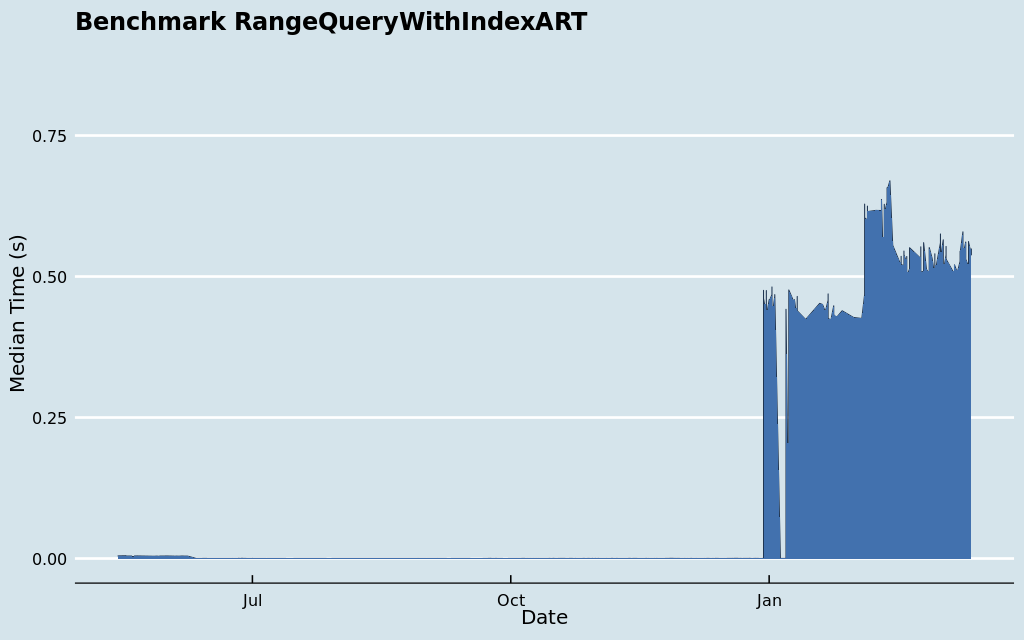 Benchmark RangeQueryWithIndexART
0.75
0.50
0.25
0.00
Median Time (s)
Jul
Oct
Jan
Date